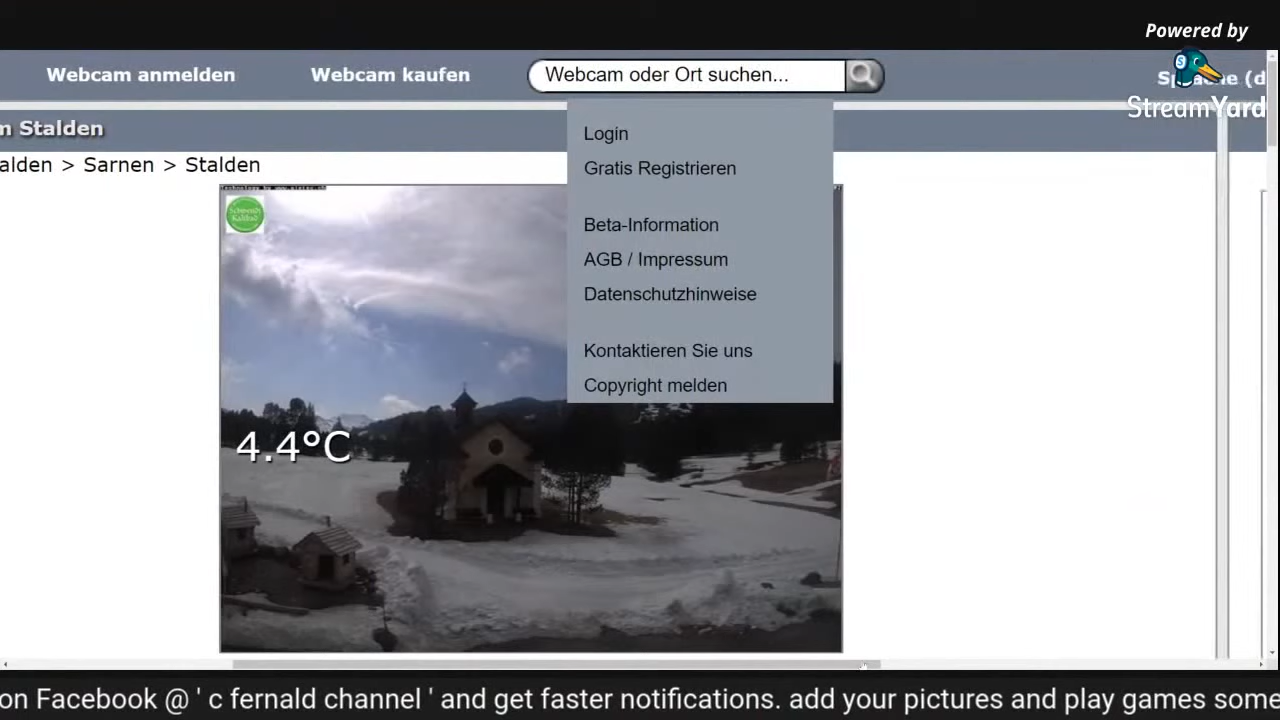 Powered by
StreamYard
Webcam anmelden
Webcam kaufen
Webcam oder Ort suchen...
Login
Gratis Registrieren
Beta-Information
AGB / Impressum
Datenschutzhinweise
Kontaktieren Sie uns
Copyright melden
m Stalden
alden > Sarnen > Stalden
4.4°C
on Facebook @ ' c fernald channel ' and get faster notifications. add your pictures and play games some